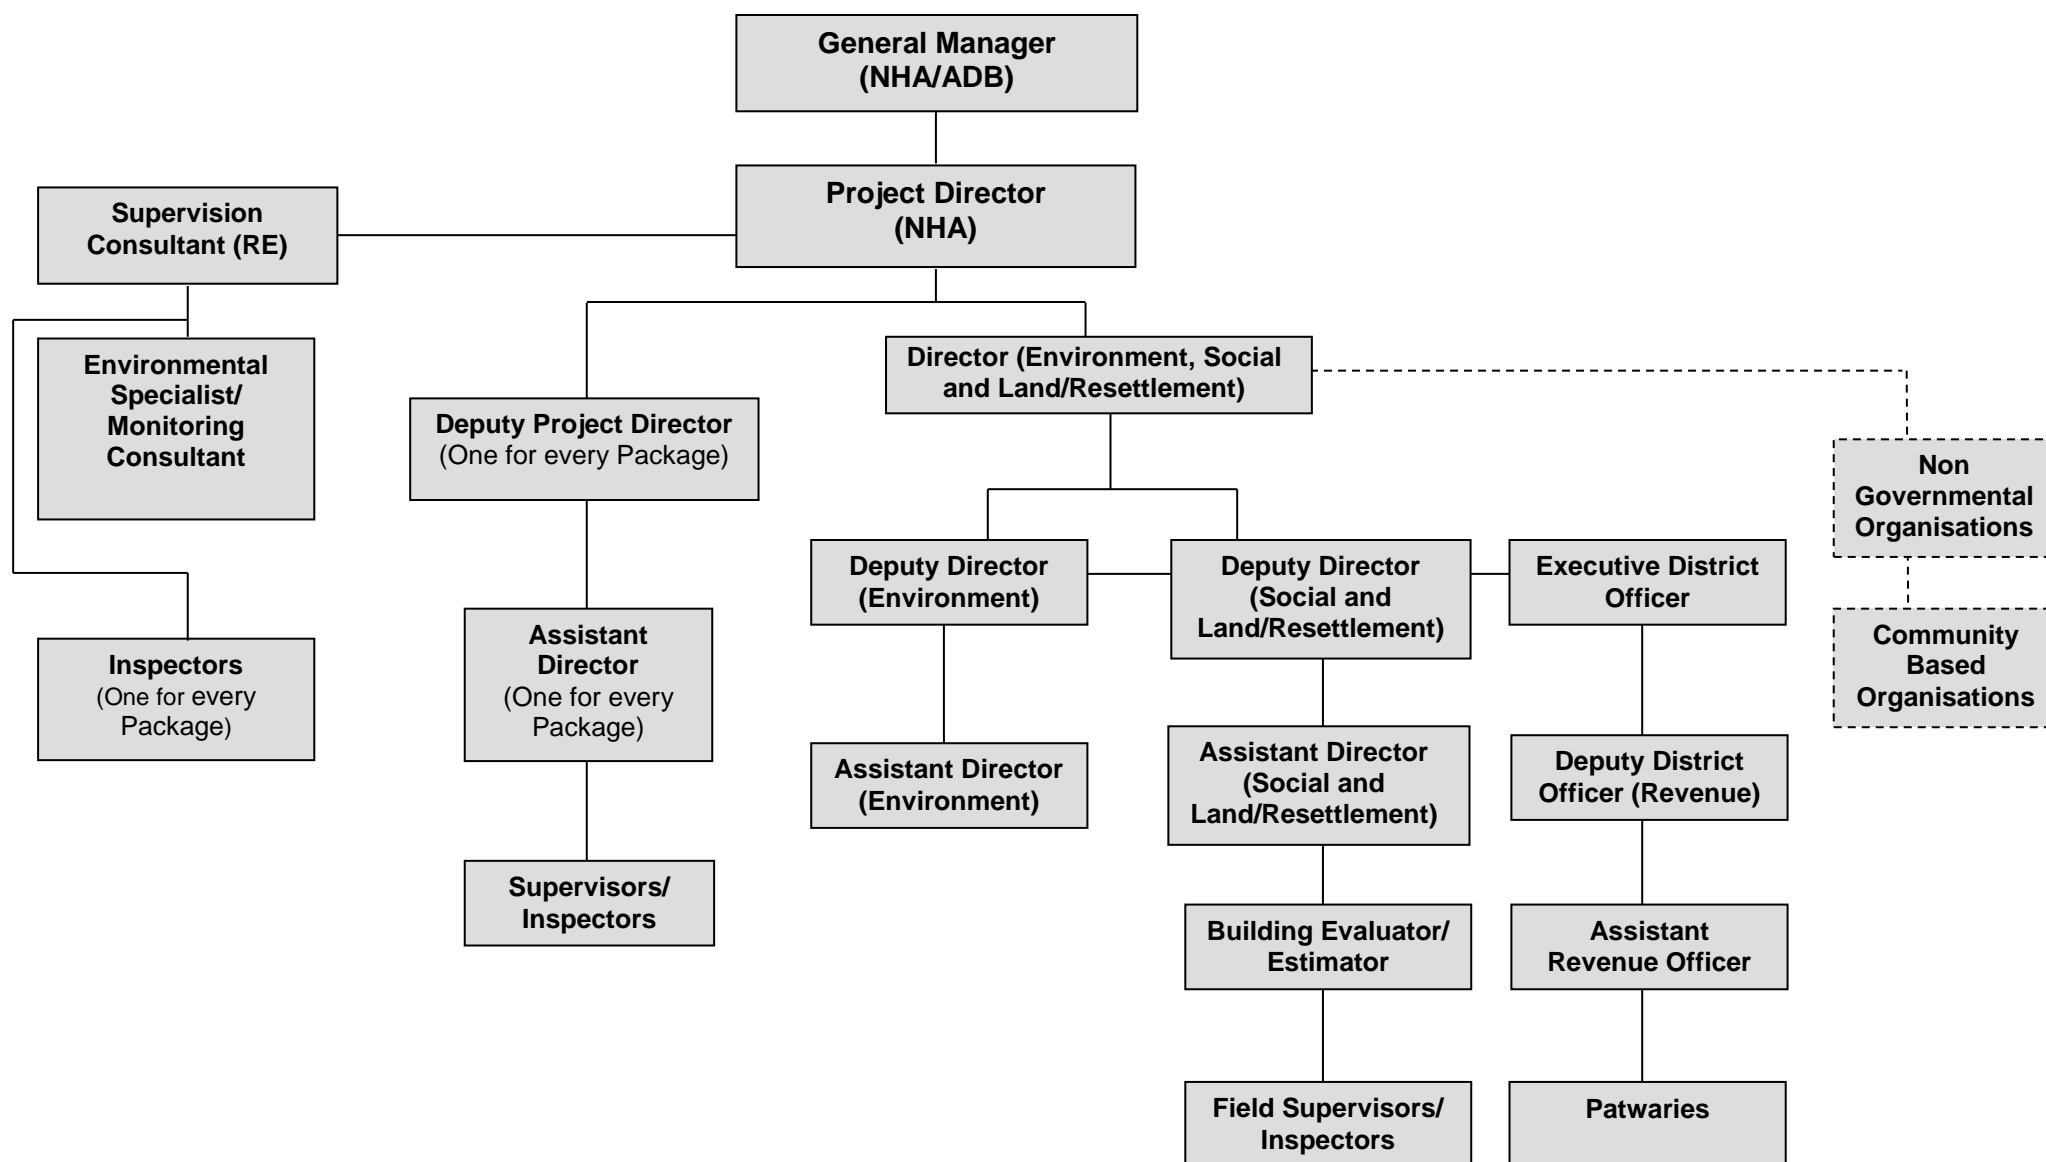 General Manager
(NHA/ADB)
Project Director
(NHA)
Supervision
Consultant (RE)
Environmental
Specialist/
Monitoring
Consultant
Inspectors
(One for every
Package)
Deputy Project Director
(One for every Package)
Assistant
Director
(One for every
Package)
Supervisors/
Inspectors
Director (Environment, Social
and Land/Resettlement)
Deputy Director
(Environment)
Assistant Director
(Environment)
Deputy Director
(Social and
Land/Resettlement)
Assistant Director
(Social and
Land/Resettlement)
Building Evaluator/
Estimator
Field Supervisors/
Inspectors
Executive District
Officer
Deputy District
Officer (Revenue)
Assistant
Revenue Officer
Patwaries
Non
Governmental
Organisations
Community
Based
Organisations